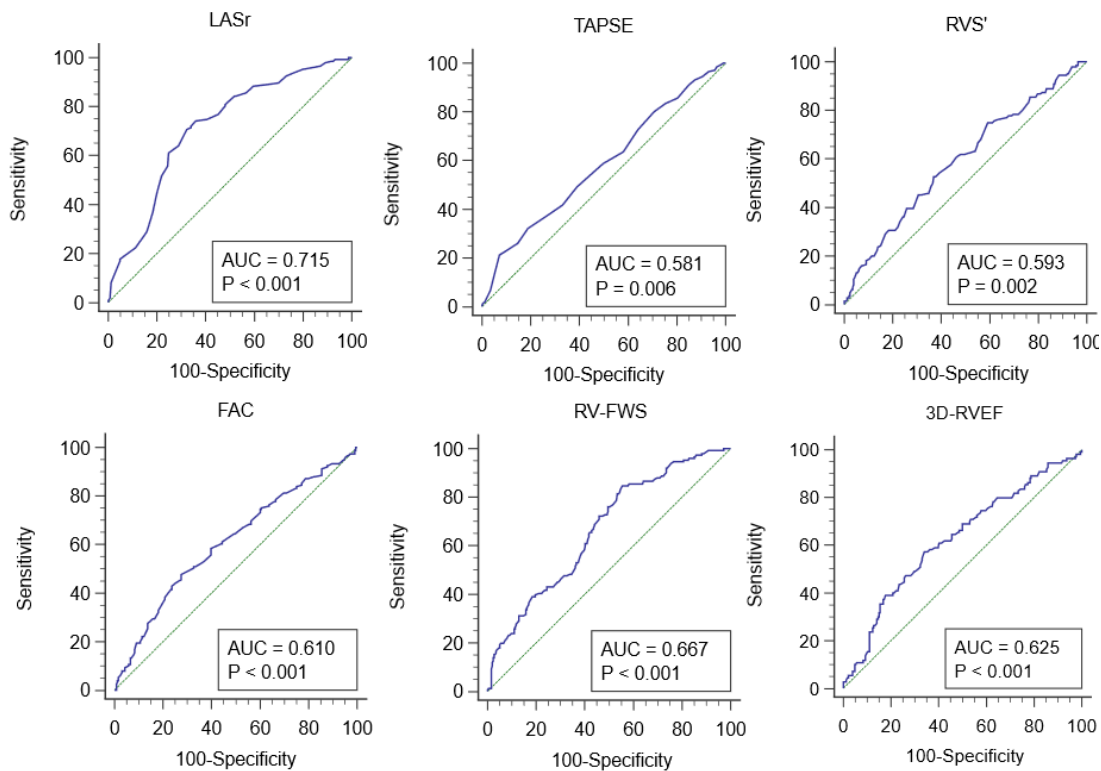 LASr
100
80
60
40
20
0
Sensitivity
AUC = 0.715
P < 0.001
0 20 40 60 80 100
100-Specificity
TAPSE
100
80
60
40
20
0
Sensitivity
AUC = 0.581
P = 0.006
0 20 40 60 80 100
100-Specificity
RVS'
100
80
60
40
20
0
Sensitivity
AUC = 0.593
P = 0.002
0 20 40 60 80 100
100-Specificity
FAC
100
80
60
40
20
0
Sensitivity
AUC = 0.610
P < 0.001
0 20 40 60 80 100
100-Specificity
RV-FWS
100
80
60
40
20
0
Sensitivity
AUC = 0.667
P < 0.001
0 20 40 60 80 100
100-Specificity
3D-RVEF
100
80
60
40
20
0
Sensitivity
AUC = 0.625
P < 0.001
0 20 40 60 80 100
100-Specificity